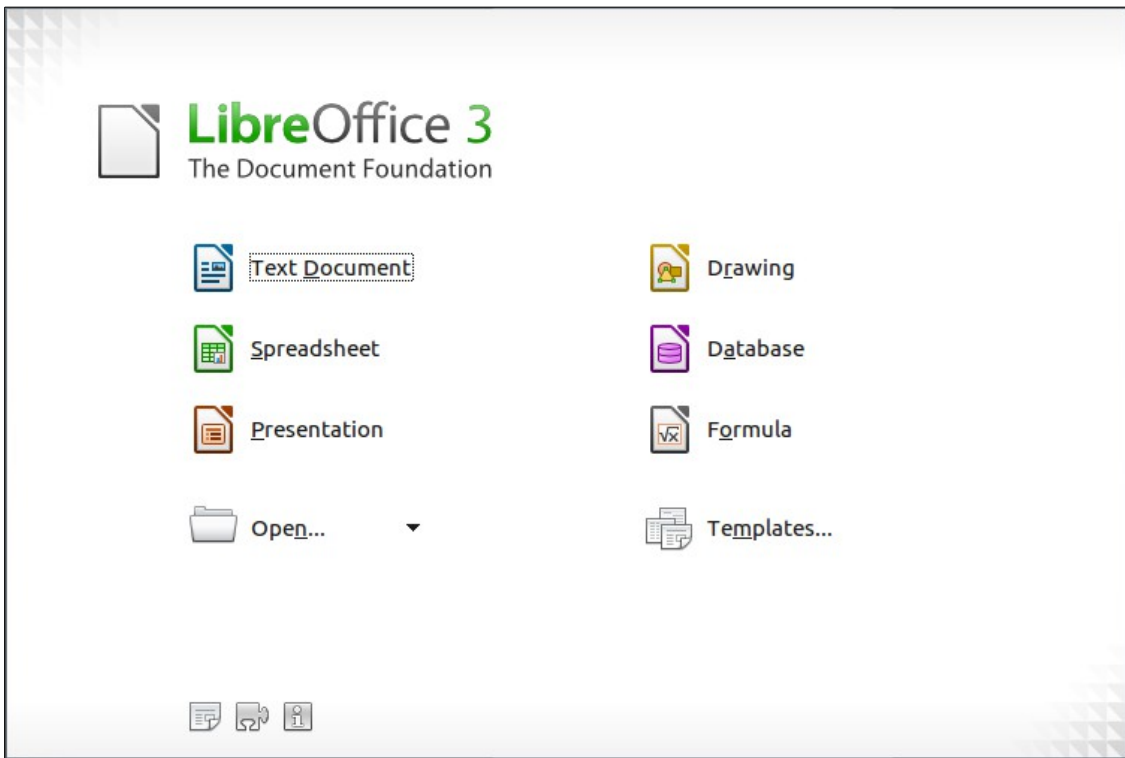 LibreOffice 3
The Document Foundation
Text Document
Drawing
Spreadsheet
Database
Presentation
Formula
Open...
Templates...